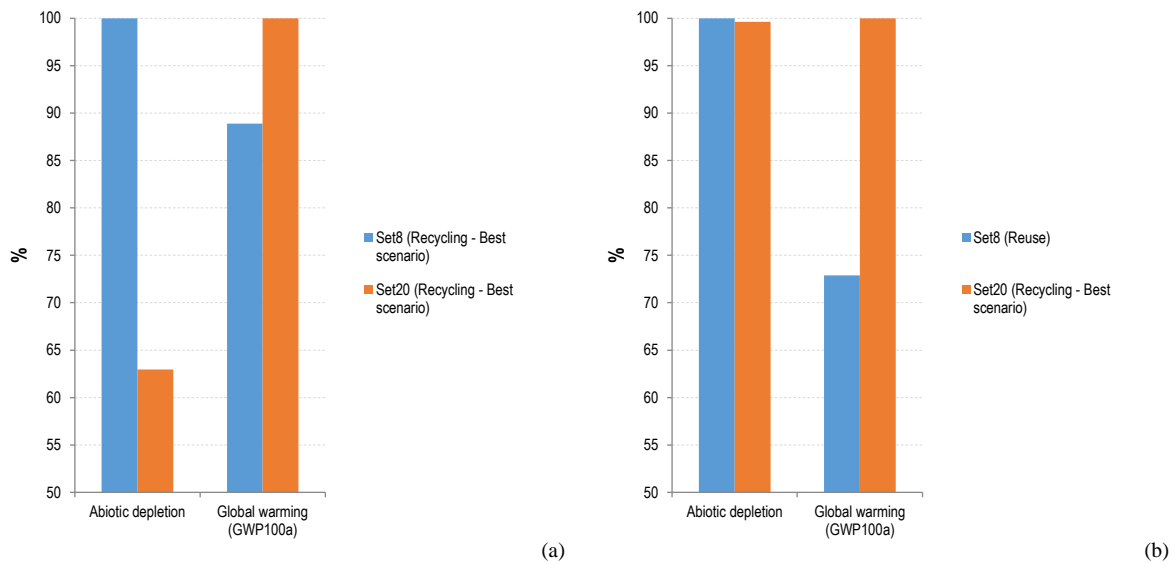 100
95
90
85
80
75
70
65
60
55
50
%
Abiotic depletion
Global warming
(GWP100a)
Set8 (Recycling - Best
scenario)
Set20 (Recycling - Best
scenario)
(a)
100
95
90
85
80
75
70
65
60
55
50
%
Abiotic depletion
Global warming
(GWP100a)
Set8 (Reuse)
Set20 (Recycling - Best
scenario)
(b)